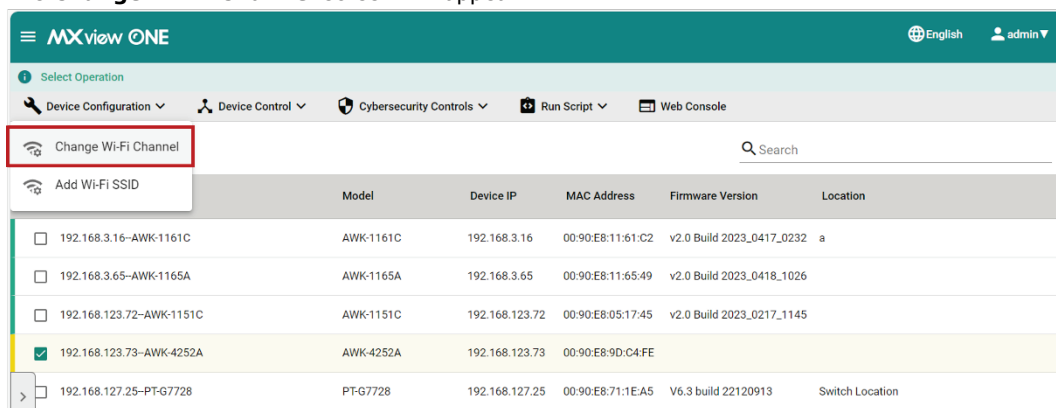 MXview ONE English admin▼
Select Operation
Device Configuration Device Control Cybersecurity Controls Run Script Web Console
Change Wi-Fi Channel Search
Add Wi-Fi SSID
Model Device IP MAC Address Firmware Version Location
192.168.3.16--AWK-1161C AWK-1161C 192.168.3.16 00:90:E8:11:61:C2 v2.0 Build 2023_0417_0232 a
192.168.3.65--AWK-1165A AWK-1165A 192.168.3.65 00:90:E8:11:65:49 v2.0 Build 2023_0418_1026
192.168.123.72--AWK-1151C AWK-1151C 192.168.123.72 00:90:E8:05:17:45 v2.0 Build 2023_0217_1145
192.168.123.73--AWK-4252A AWK-4252A 192.168.123.73 00:90:E8:9D:C4:FE
192.168.127.25--PT-G7728 PT-G7728 192.168.127.25 00:90:E8:71:1E:A5 V6.3 build 22120913 Switch Location